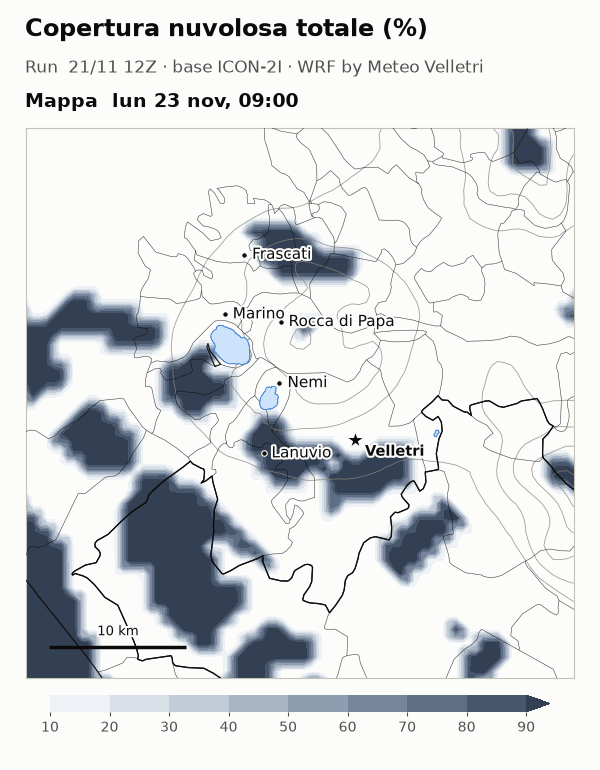 Copertura nuvolosa totale (%)
Run  21/11 12Z · base ICON-2I · WRF by Meteo Velletri
Mappa  lun 23 nov, 09:00
Frascati
Marino
Rocca di Papa
Nemi
Velletri
Lanuvio
10 km
10 20 30 40 50 60 70 80 90